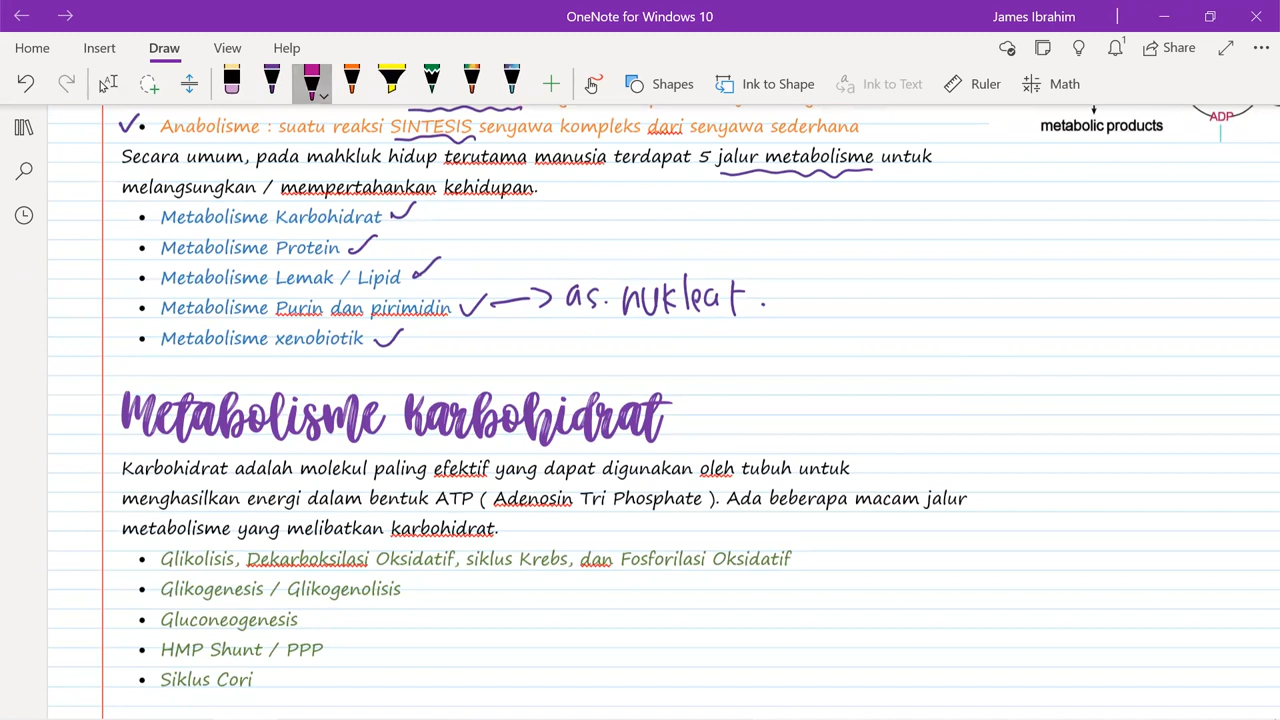 OneNote for Windows 10
James Ibrahim
Home Insert Draw View Help
1
Share
Shapes Ink to Shape Ink to Text Ruler Math
• Anabolisme : suatu reaksi SINTESIS senyawa kompleks dari senyawa sederhana
ADP
metabolic products
Secara umum, pada mahkluk hidup terutama manusia terdapat 5 jalur metabolisme untuk
melangsungkan / mempertahankan kehidupan.
• Metabolisme Karbohidrat
• Metabolisme Protein
• Metabolisme Lemak / Lipid
• Metabolisme Purin dan pirimidin → as. nukleat.
• Metabolisme xenobiotik
Metabolisme Karbohidrat
Karbohidrat adalah molekul paling efektif yang dapat digunakan oleh tubuh untuk
menghasilkan energi dalam bentuk ATP ( Adenosin Tri Phosphate ). Ada beberapa macam jalur
metabolisme yang melibatkan karbohidrat.
• Glikolisis, Dekarboksilasi Oksidatif, siklus Krebs, dan Fosforilasi Oksidatif
• Glikogenesis / Glikogenolisis
• Gluconeogenesis
• HMP Shunt / PPP
• Siklus Cori